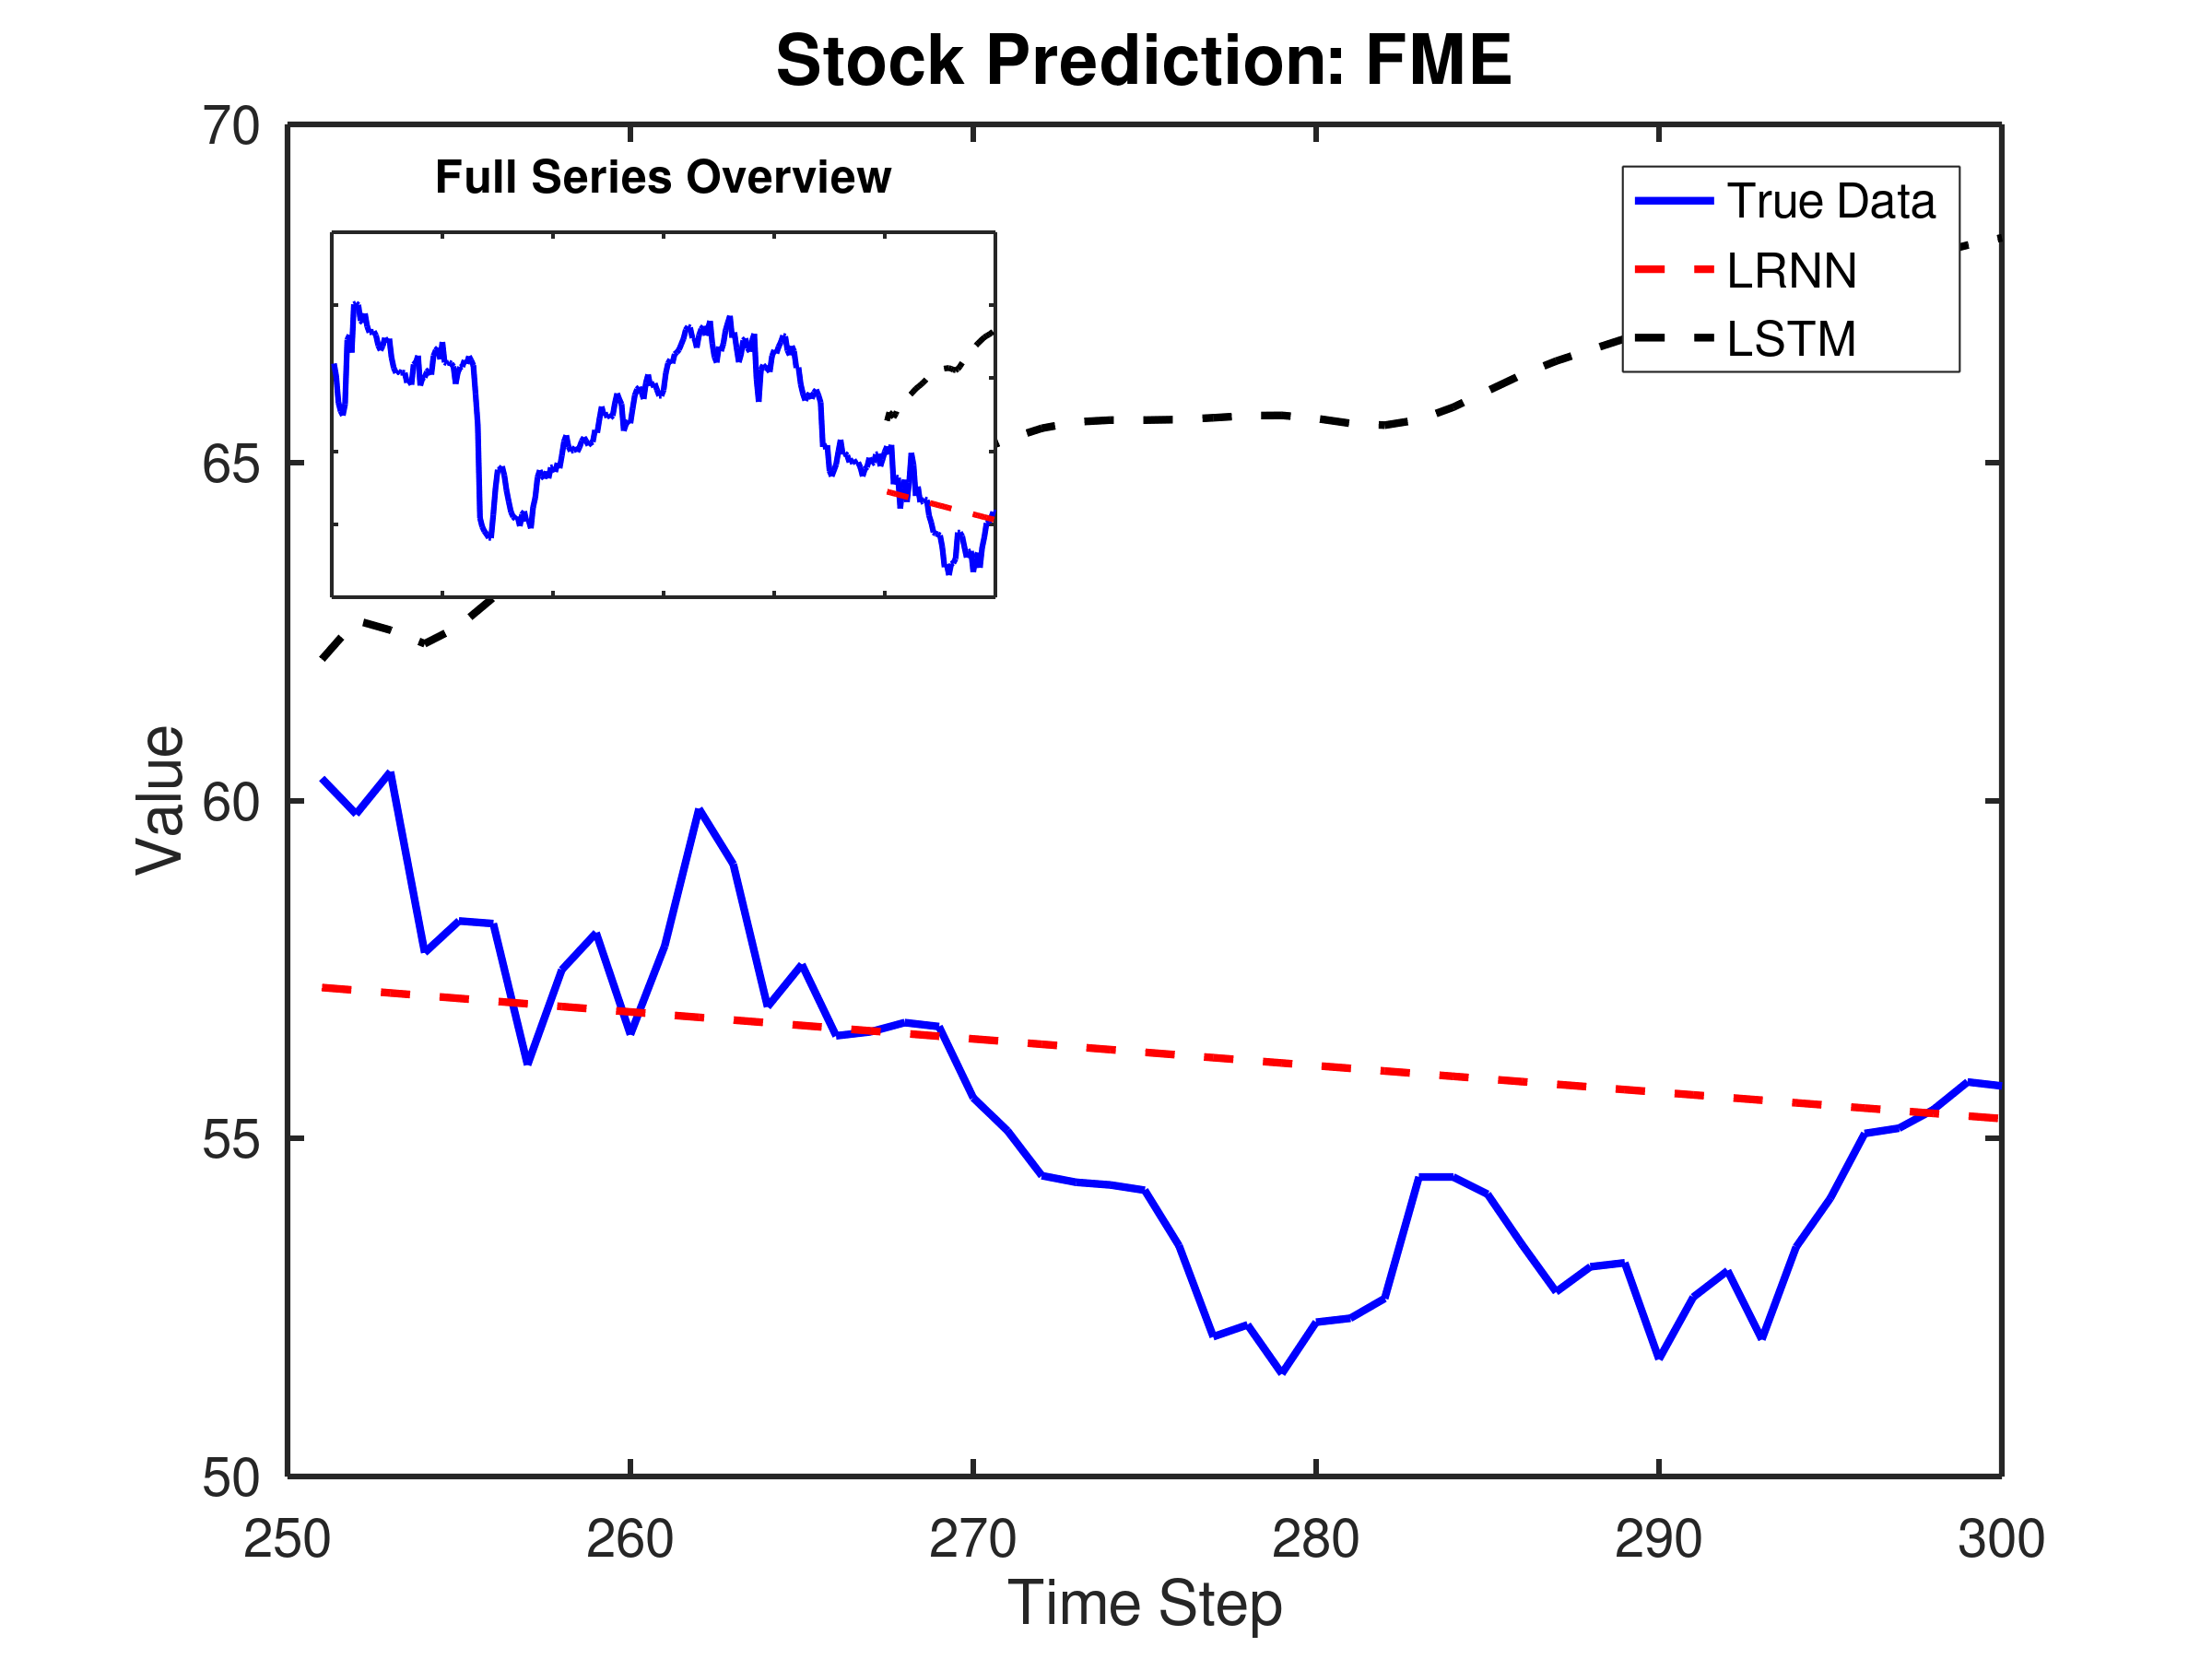 Stock Prediction: FME
Full Series Overview
True Data
LRNN
LSTM
Value
70
65
60
55
50
250
260
270
280
290
300
Time Step